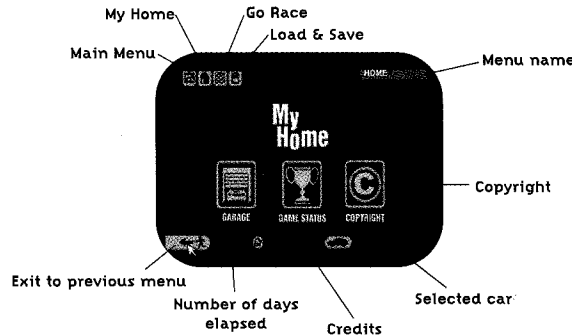 My Home
Go Race
Load & Save
Main Menu
Menu name
HOME
My
Home
Copyright
GARAGE
GAME STATUS
COPYRIGHT
Exit to previous menu
Number of days
elapsed
Credits
Selected car